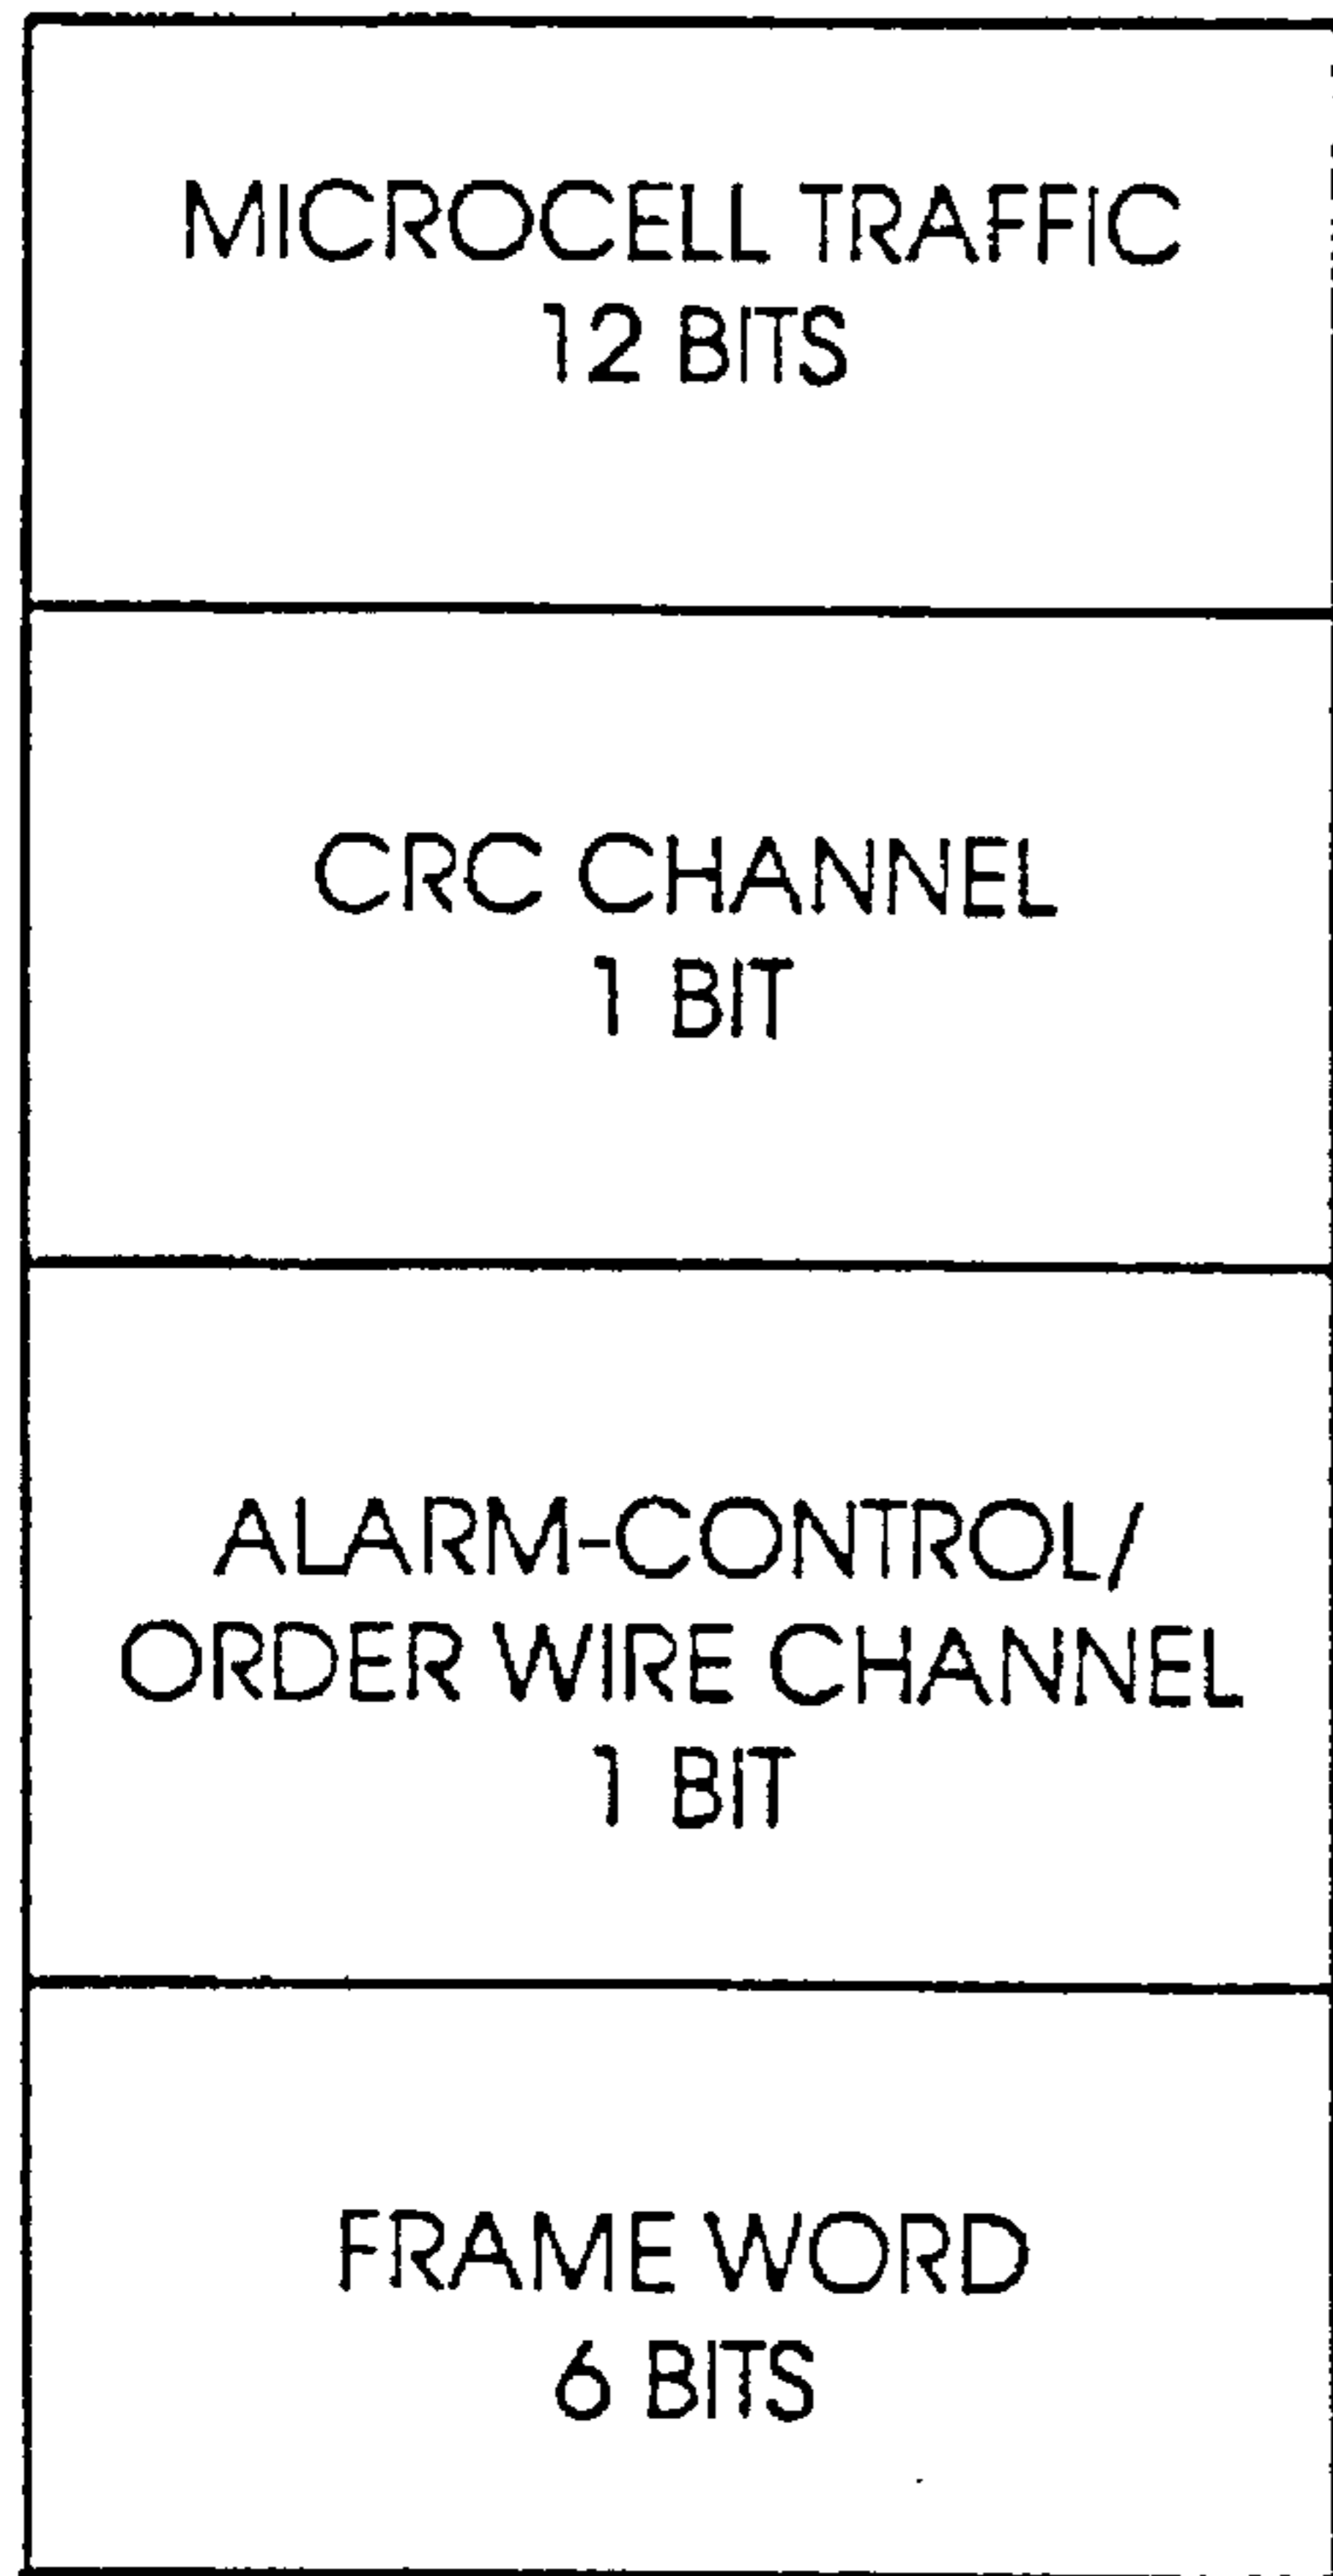 MICROCELL TRAFFIC
12 BITS
CRC CHANNEL
1 BIT
ALARM-CONTROL/
ORDER WIRE CHANNEL
1 BIT
FRAME WORD
6 BITS